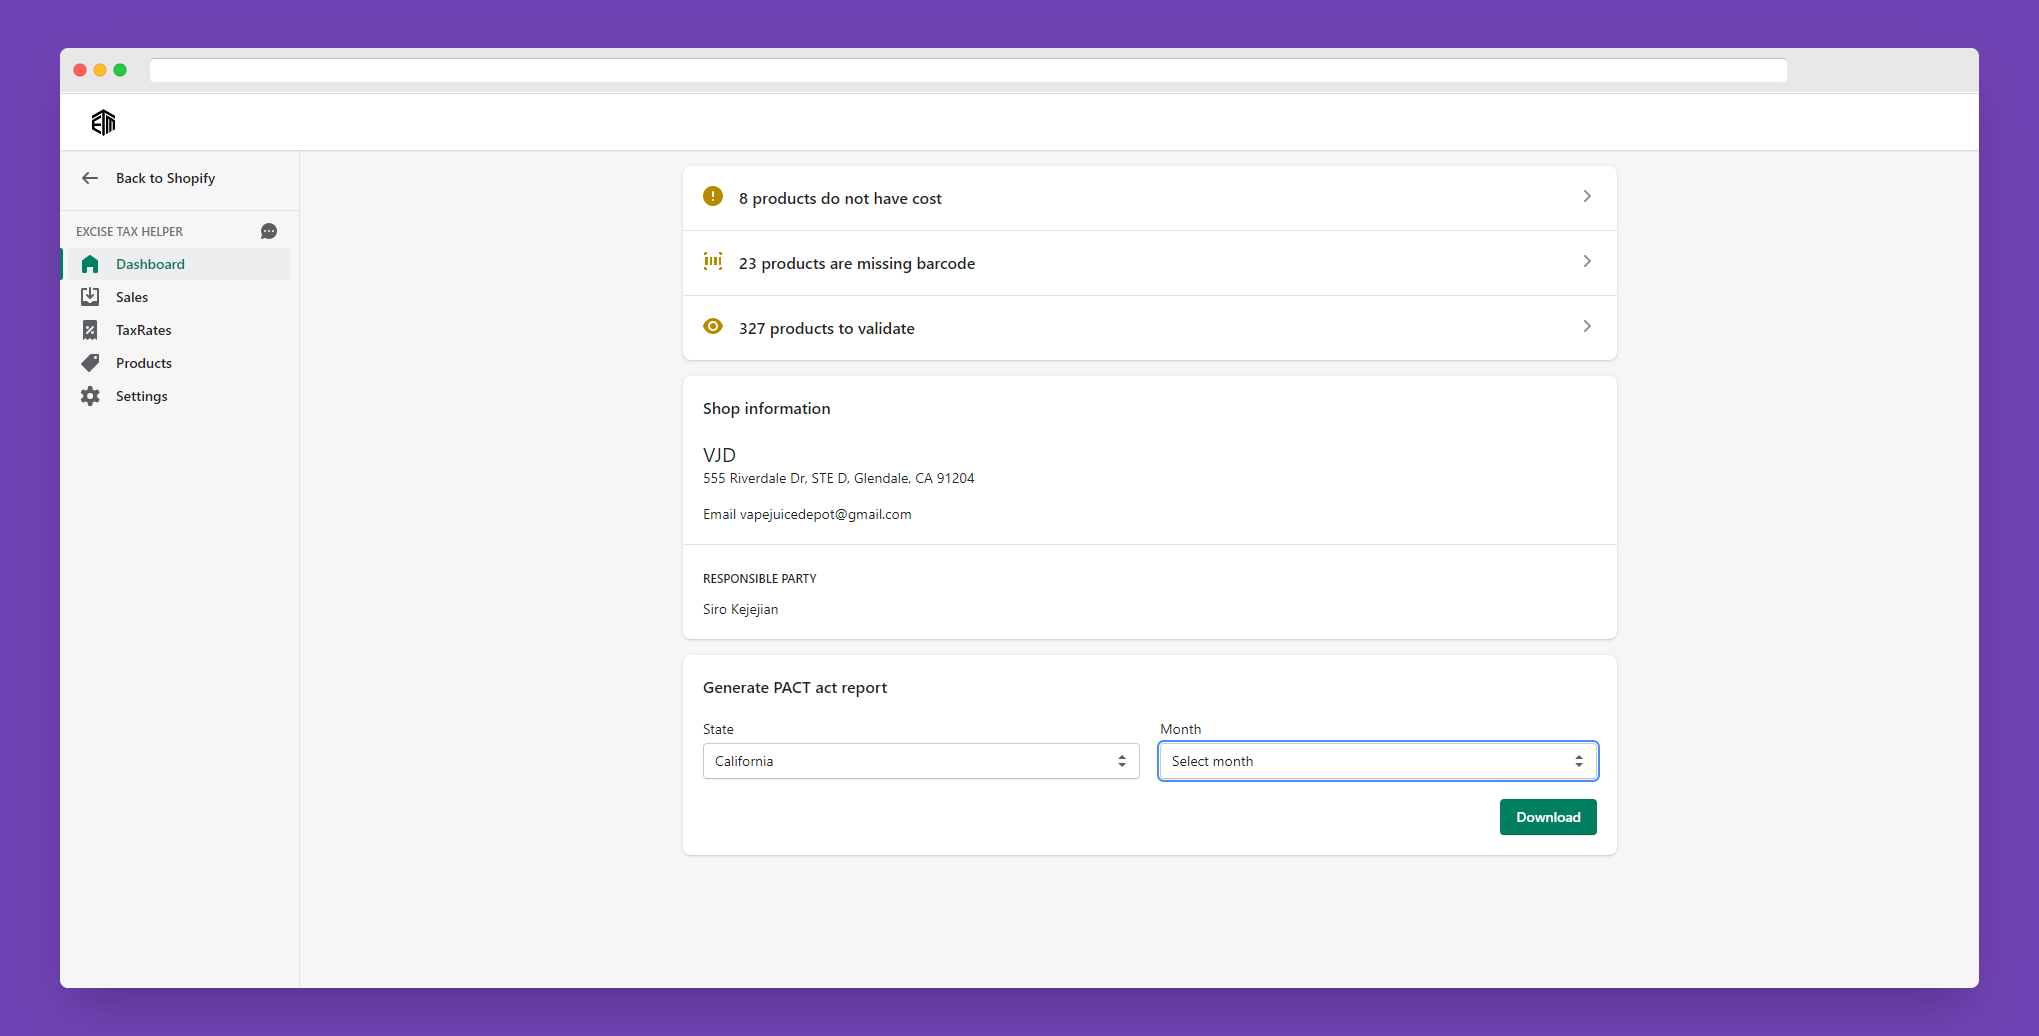 Back to Shopify
EXCISE TAX HELPER
Dashboard
Sales
TaxRates
Products
Settings
8 products do not have cost
23 products are missing barcode
327 products to validate
Shop information
VJD
555 Riverdale Dr, STE D, Glendale, CA 91204
Email vapejuicedepot@gmail.com
RESPONSIBLE PARTY
Siro Kejejian
Generate PACT act report
State
Month
California
Select month
Download